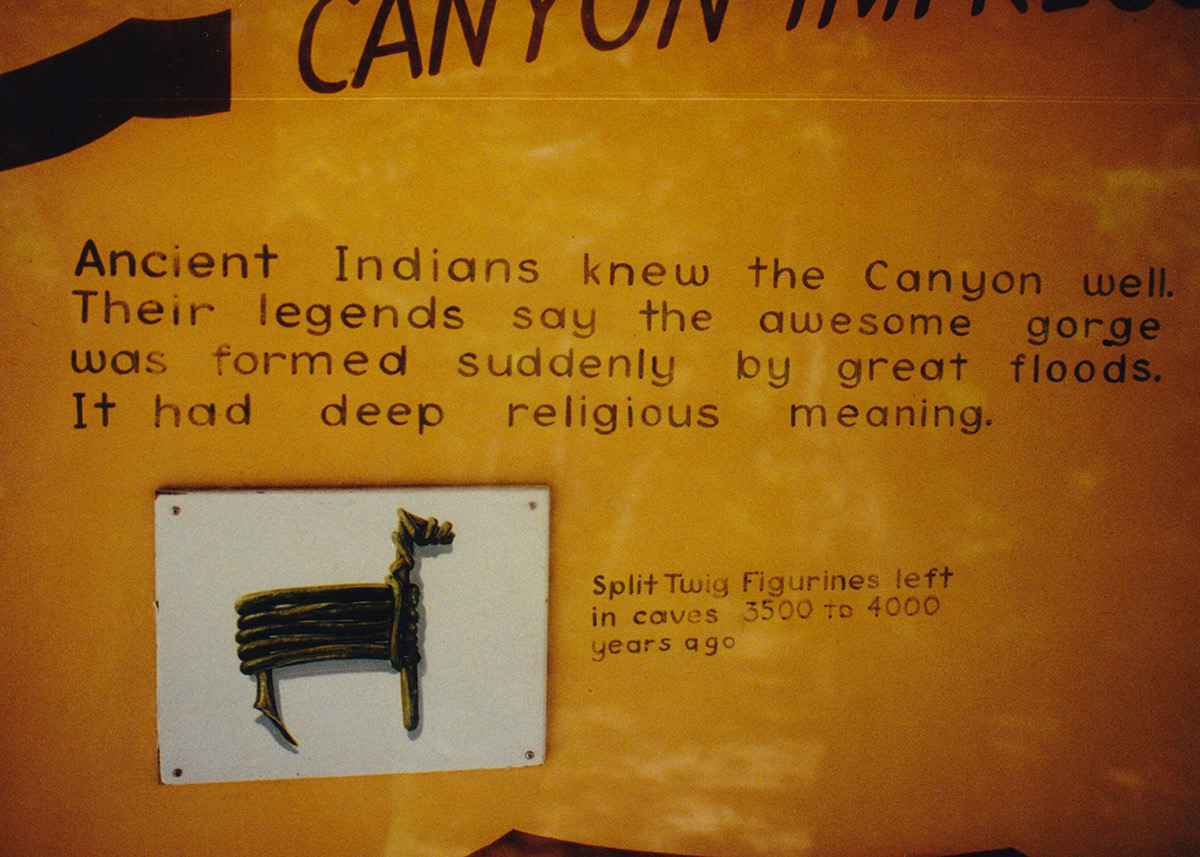 CANYON
Ancient Indians knew the Canyon well.
Their legends say the awesome gorge
was formed suddenly by great floods.
It had deep religious meaning.
Split Twig Figurines left
in caves 3500 to 4000
years ago